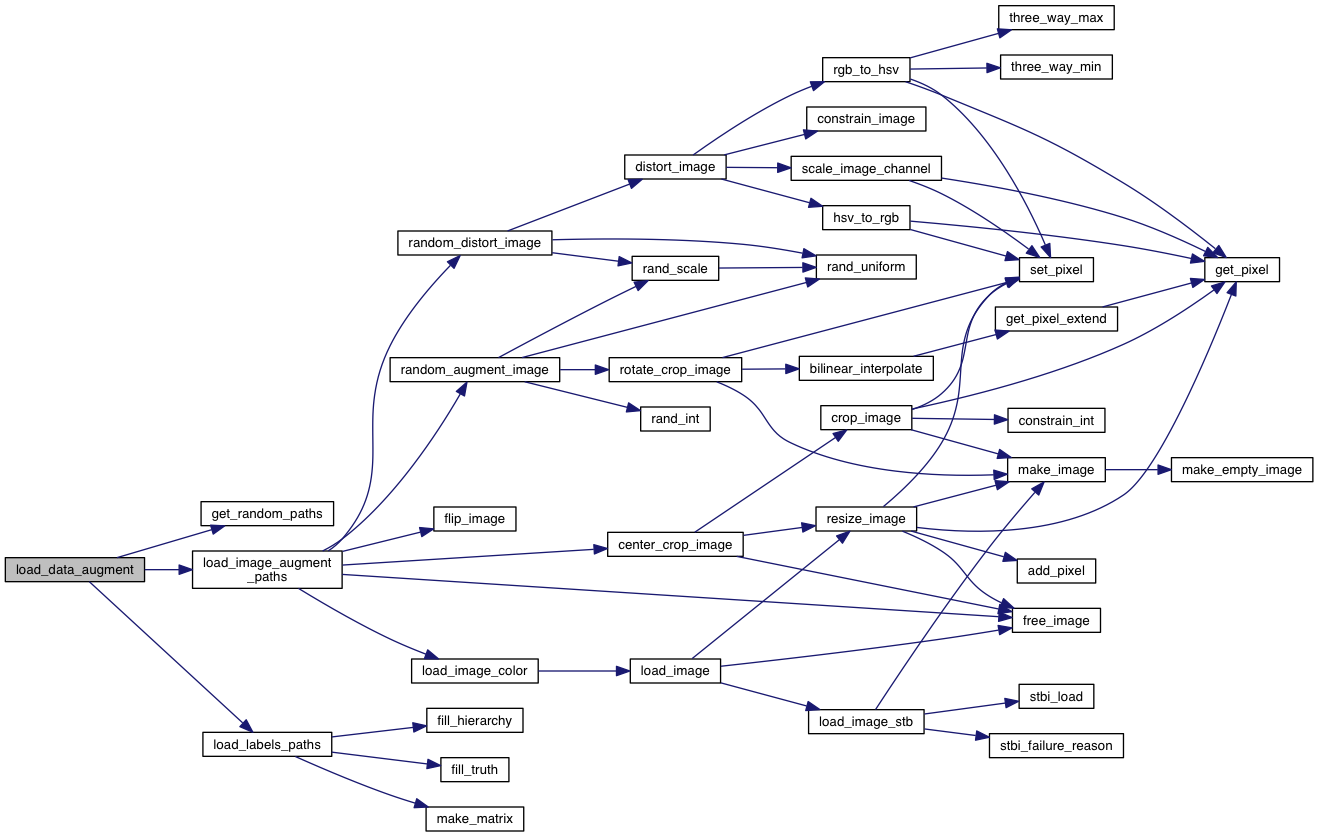 three_way_max
rgb_to_hsv
three_way_min
constrain_image
distort_image
scale_image_channel
hsv_to_rgb
random_distort_image
rand_scale
rand_uniform
set_pixel
get_pixel
get_pixel_extend
random_augment_image
rotate_crop_image
bilinear_interpolate
rand_int
crop_image
constrain_int
make_image
make_empty_image
get_random_paths
flip_image
resize_image
center_crop_image
load_data_augment
load_image_augment
_paths
add_pixel
free_image
load_image_color
load_image
stbi_load
load_image_stb
fill_hierarchy
load_labels_paths
stbi_failure_reason
fill_truth
make_matrix